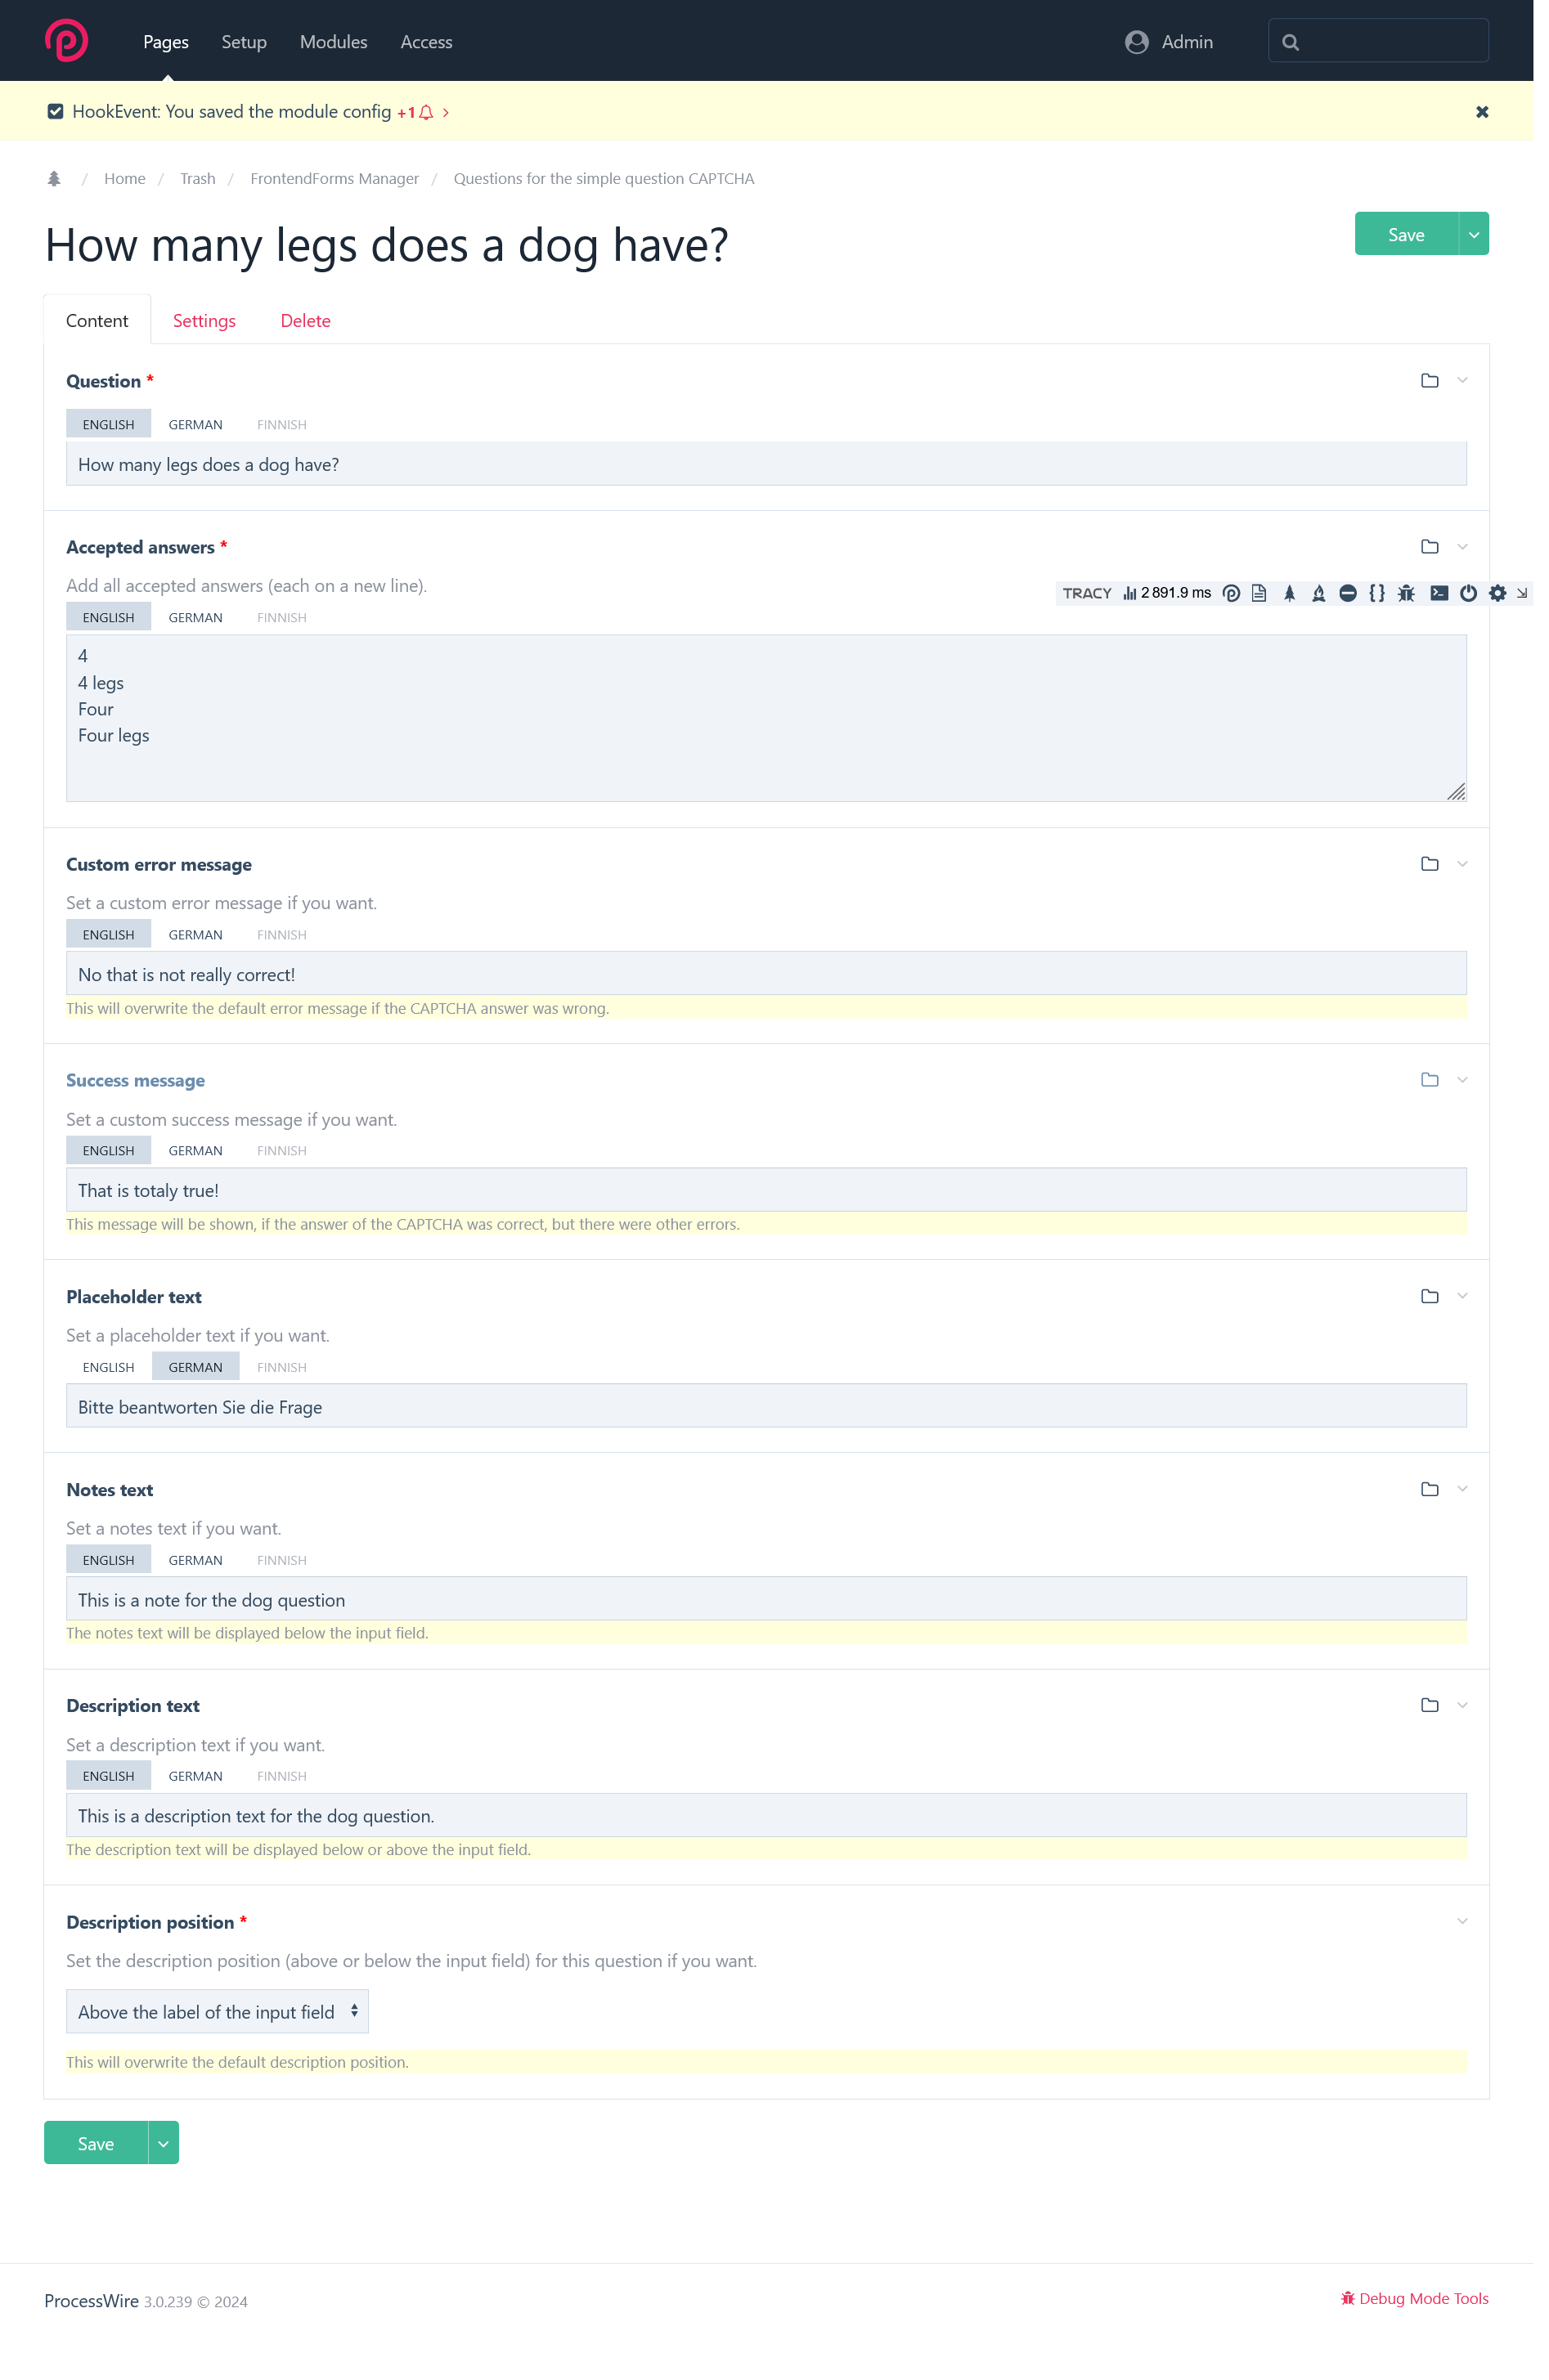 Pages Setup Modules Access Admin
HookEvent: You saved the module config +1 >
/ Home / Trash / FrontendForms Manager / Questions for the simple question CAPTCHA
How many legs does a dog have?
Save
Content Settings Delete
Question *
ENGLISH GERMAN FINNISH
How many legs does a dog have?
Accepted answers *
Add all accepted answers (each on a new line).
TRACY 2 891.9 ms
ENGLISH GERMAN FINNISH
4
4 legs
Four
Four legs
Custom error message
Set a custom error message if you want.
ENGLISH GERMAN FINNISH
No that is not really correct!
This will overwrite the default error message if the CAPTCHA answer was wrong.
Success message
Set a custom success message if you want.
ENGLISH GERMAN FINNISH
That is totaly true!
This message will be shown, if the answer of the CAPTCHA was correct, but there were other errors.
Placeholder text
Set a placeholder text if you want.
ENGLISH GERMAN FINNISH
Bitte beantworten Sie die Frage
Notes text
Set a notes text if you want.
ENGLISH GERMAN FINNISH
This is a note for the dog question
The notes text will be displayed below the input field.
Description text
Set a description text if you want.
ENGLISH GERMAN FINNISH
This is a description text for the dog question.
The description text will be displayed below or above the input field.
Description position *
Set the description position (above or below the input field) for this question if you want.
Above the label of the input field
This will overwrite the default description position.
Save
ProcessWire 3.0.239 © 2024
Debug Mode Tools